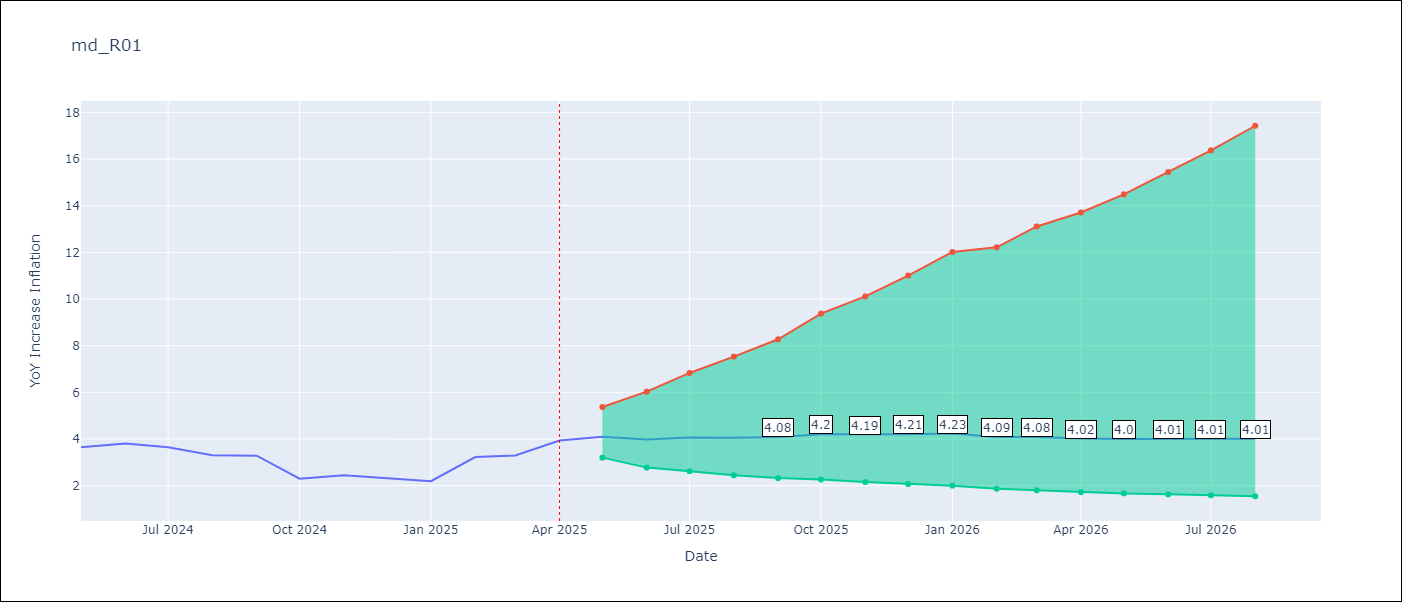 md_R01
YoY Increase Inflation
18
16
14
12
10
8
6
4
2
4.08
4.2
4.19
4.21
4.23
4.09
4.08
4.02
4.0
4.01
4.01
4.01
Jul 2024
Oct 2024
Jan 2025
Apr 2025
Jul 2025
Oct 2025
Jan 2026
Apr 2026
Jul 2026
Date